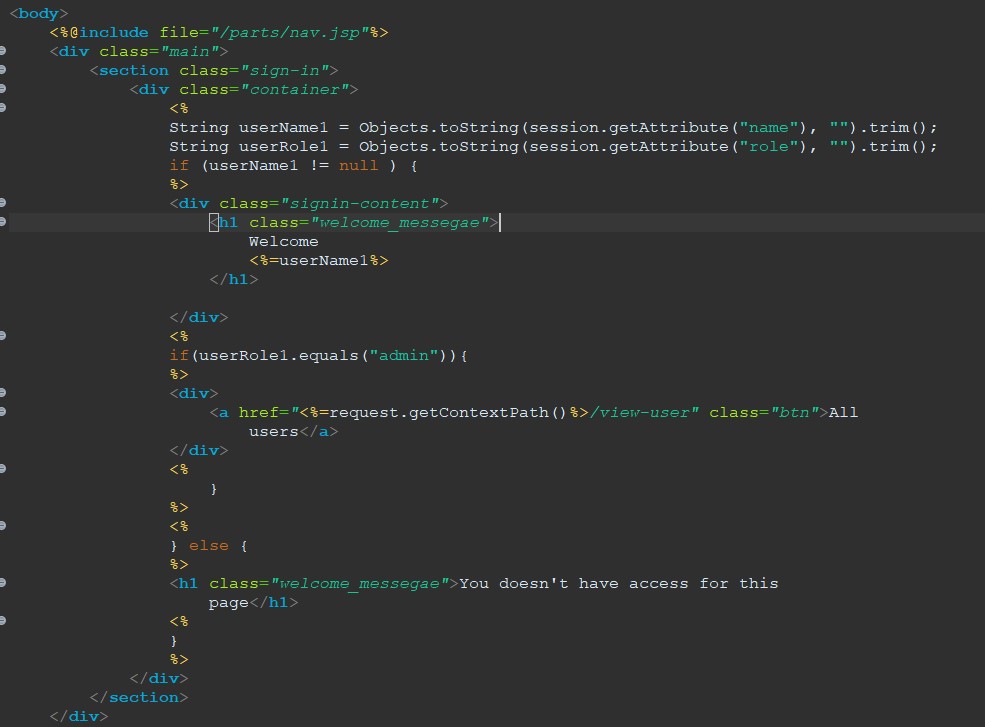 <body>
<%@include file="/parts/nav.jsp"%>
<div class="main">
<section class="sign-in">
<div class="container">
<%
String userName1 = Objects.toString(session.getAttribute("name"), "").trim();
String userRole1 = Objects.toString(session.getAttribute("role"), "").trim();
if (userName1 != null ) {
%>
<div class="signin-content">
<h1 class="welcome_messegae">
Welcome
<%=userName1%>
</h1>
</div>
<%
if(userRole1.equals("admin")){
%>
<div>
<a href="<%=request.getContextPath()%>/view-user" class="btn">All
users</a>
</div>
<%
}
%>
<%
} else {
%>
<h1 class="welcome_messegae">You doesn't have access for this
page</h1>
<%
}
%>
</div>
</section>
</div>